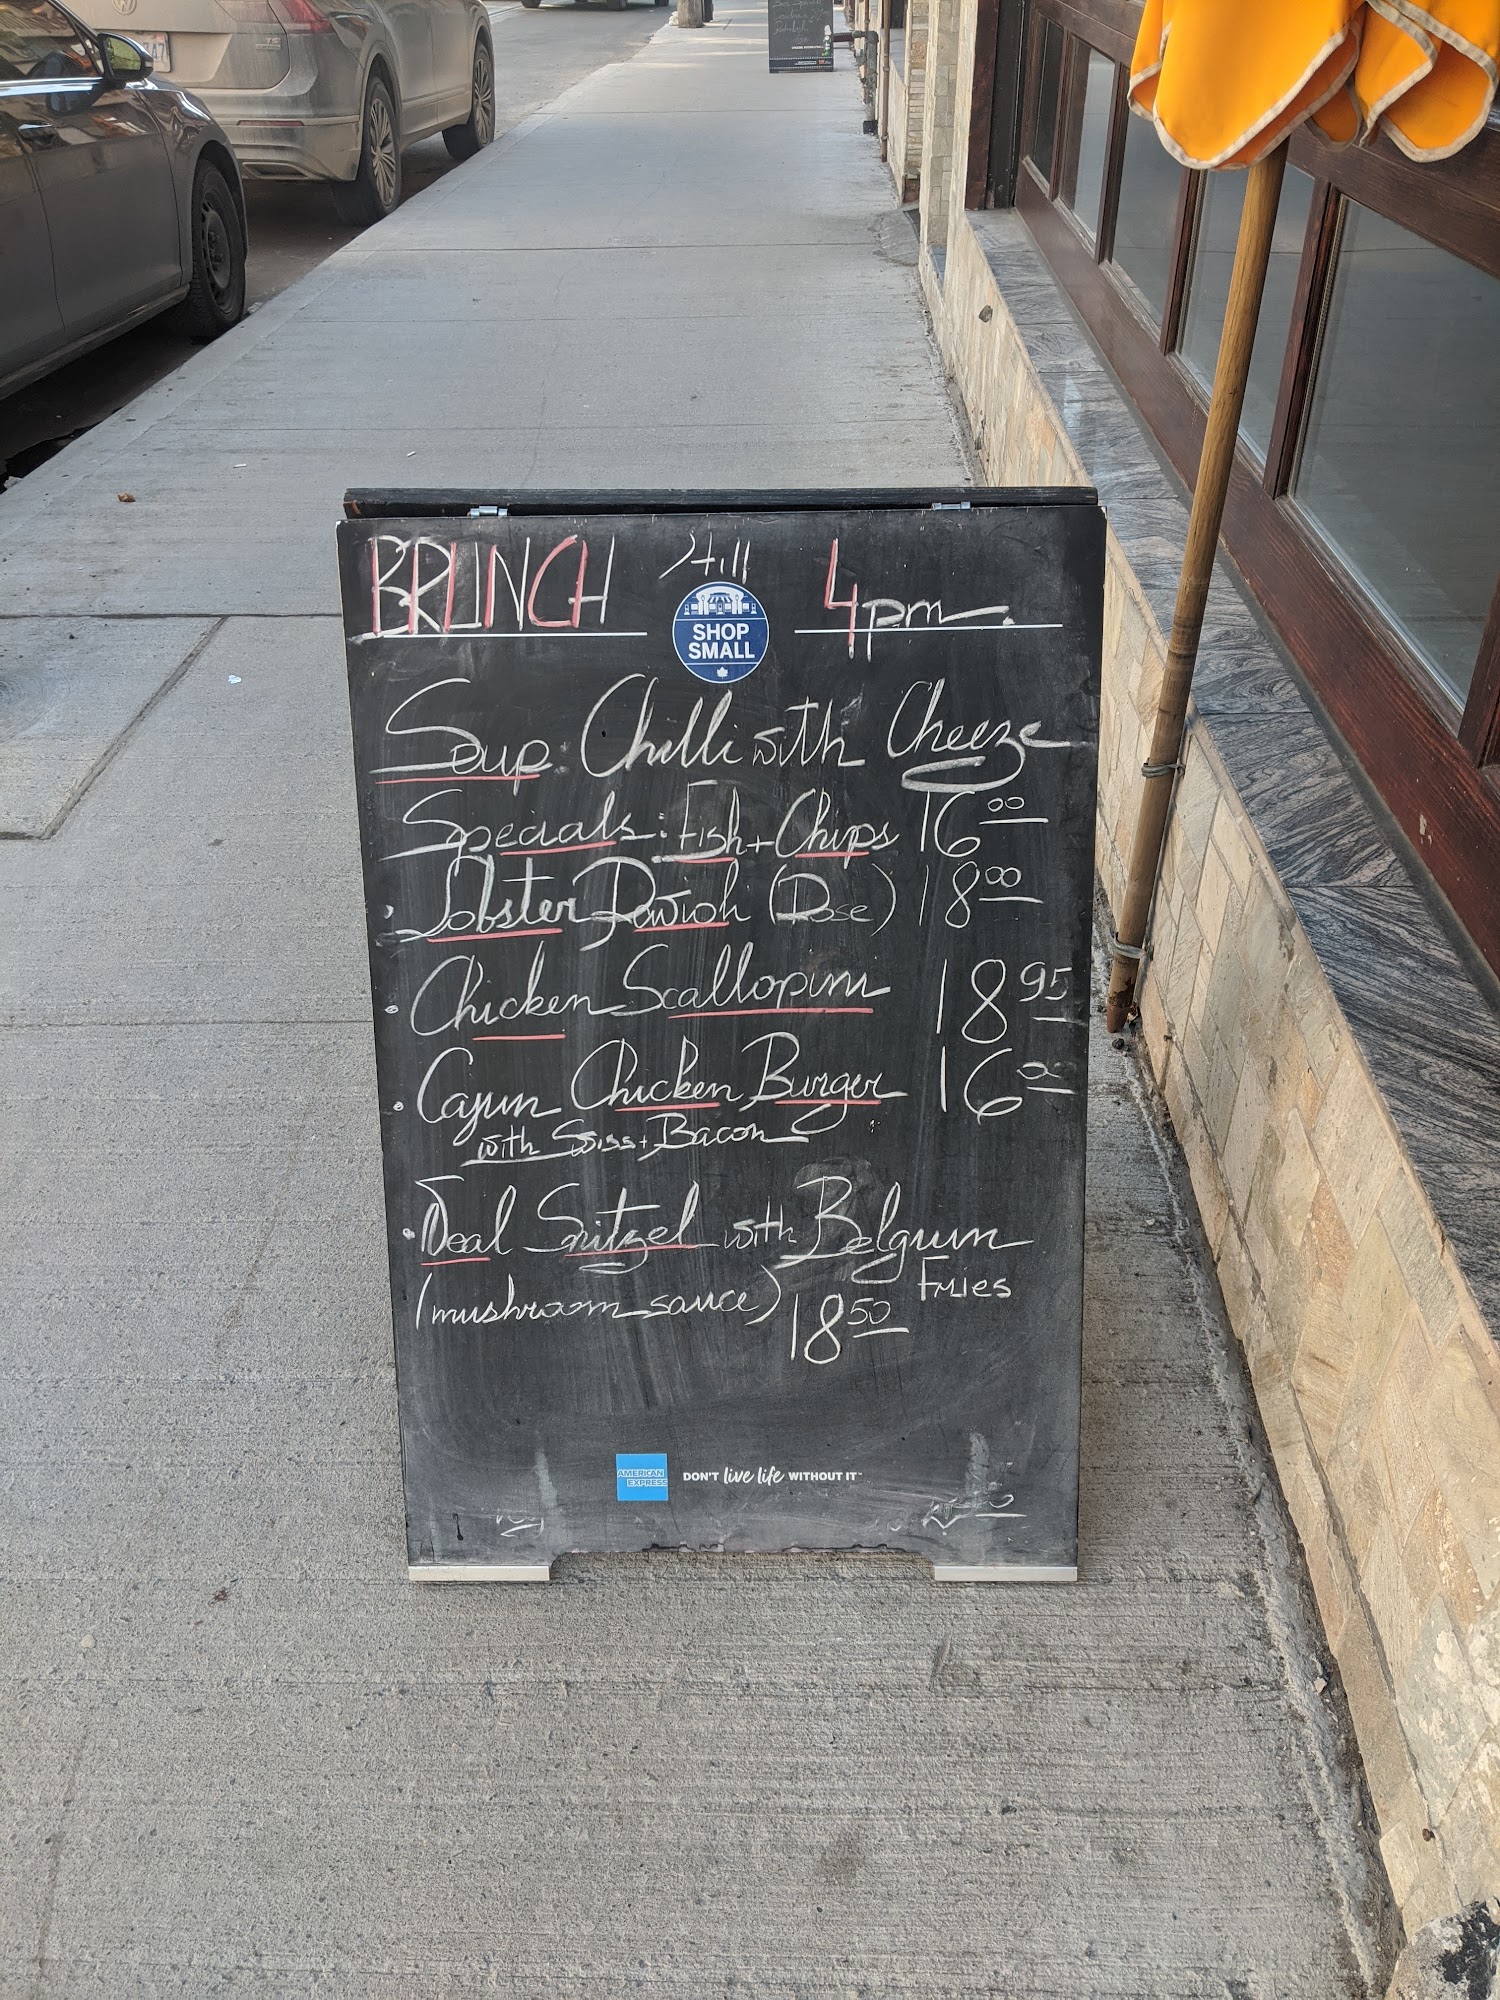 BRUNCH till 4pm.
SHOP
SMALL
Soup: Chilli with Cheeze
Specials: Fish + Chips 16.00
Lobster Raviol (Rose) 18.00
Chicken Scallopini 18.95
Cajun Chicken Burger 16.00
with Swiss + Bacon
Veal Snitzel with Belgium
Fries
(mushroom sauce) 18.50
AMERICAN
EXPRESS
DON'T live life WITHOUT IT™